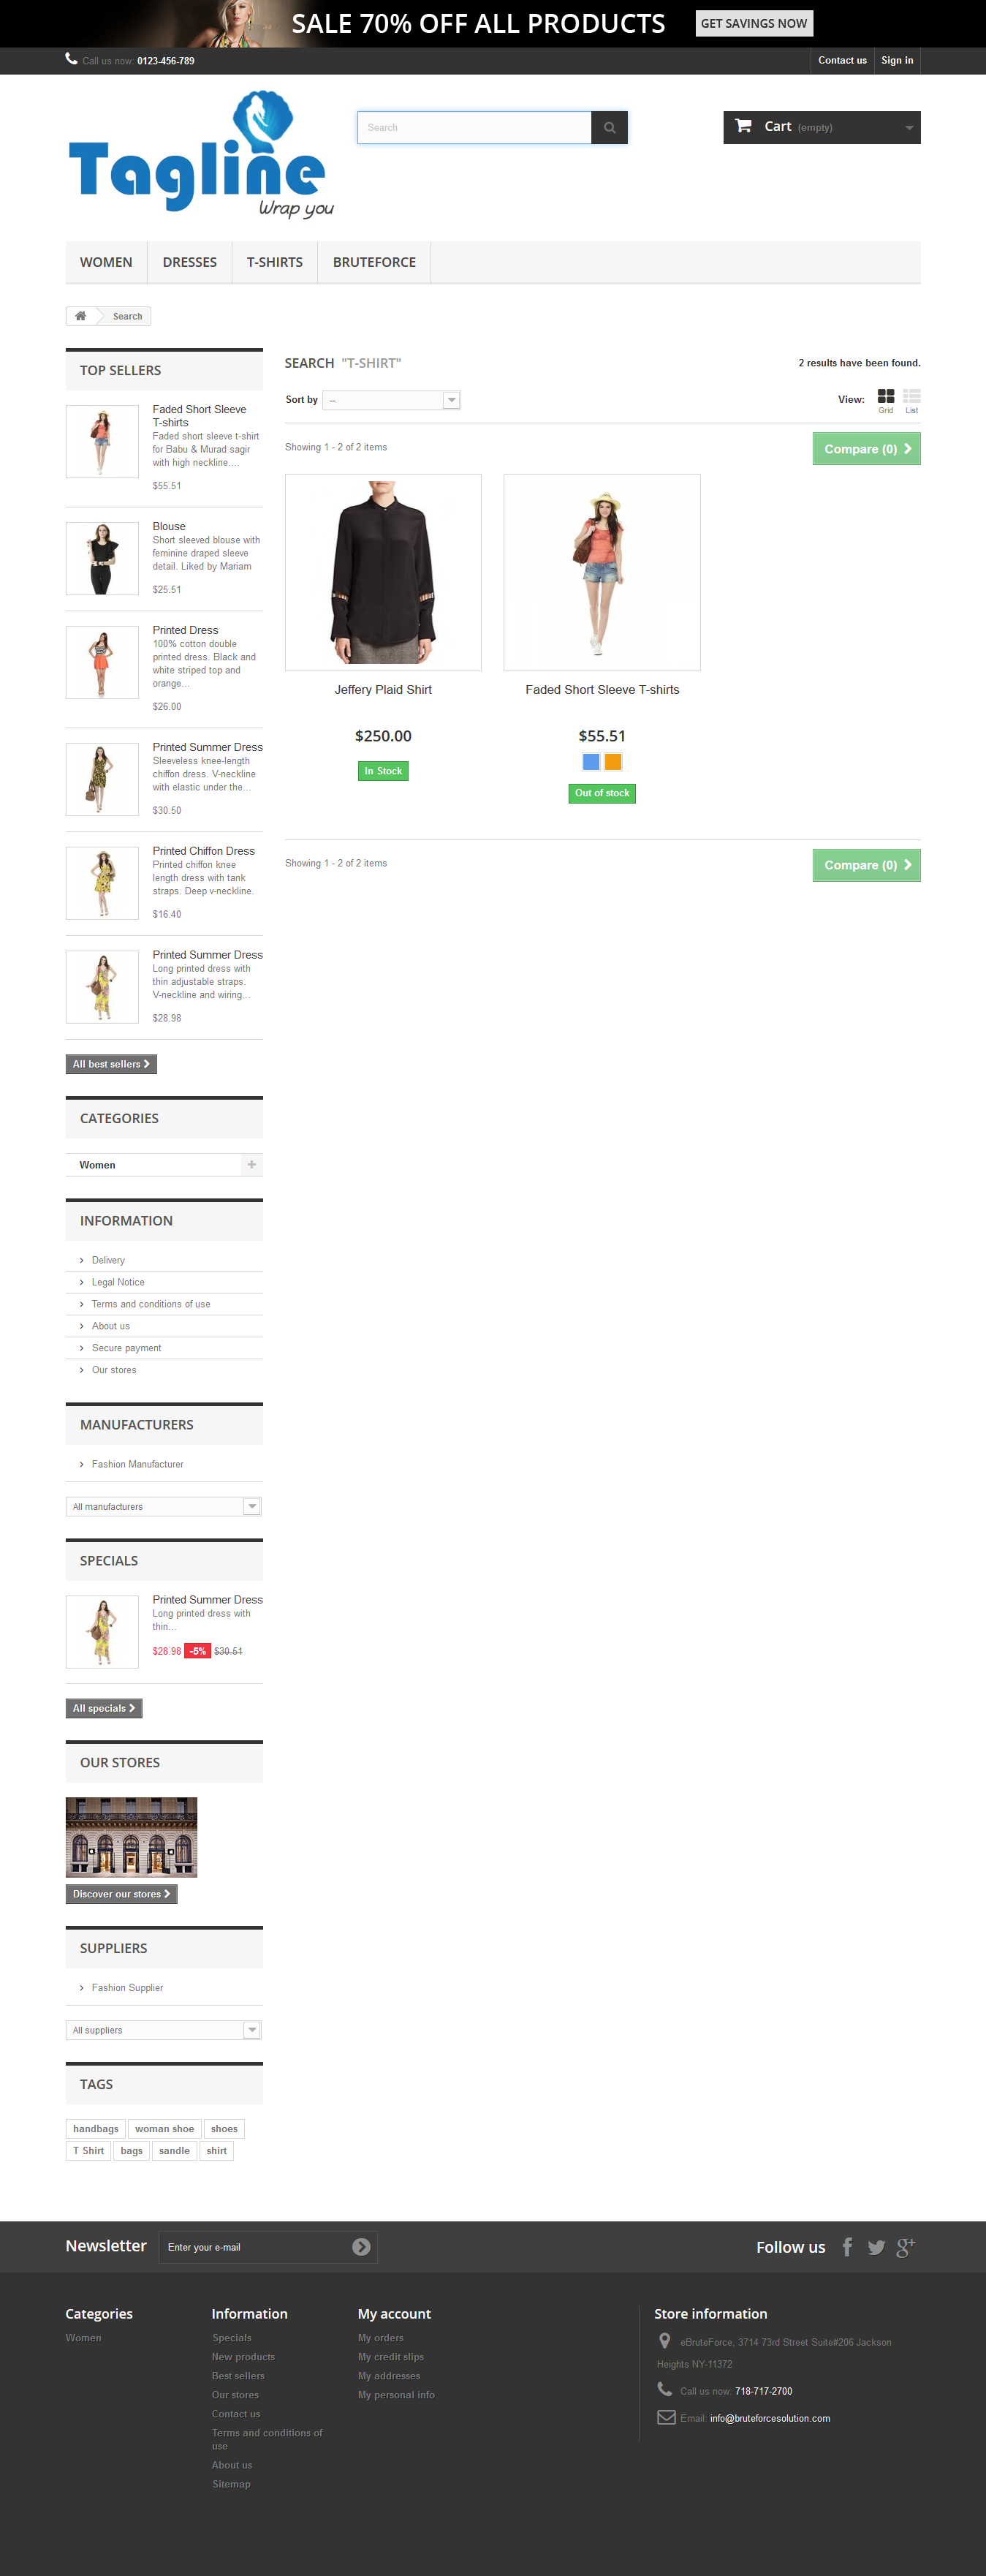 SALE 70% OFF ALL PRODUCTS
GET SAVINGS NOW
Call us now: 0123-456-789
Contact us
Sign in
Tagline
Wrap you
Search
Cart (empty)
WOMEN
DRESSES
T-SHIRTS
BRUTEFORCE
Search
TOP SELLERS
Faded Short Sleeve
T-shirts
Faded short sleeve t-shirt
for Babu & Murad sagir
with high neckline....
$55.51
Blouse
Short sleeved blouse with
feminine draped sleeve
detail. Liked by Mariam
$25.51
Printed Dress
100% cotton double
printed dress. Black and
white striped top and
orange...
$26.00
Printed Summer Dress
Sleeveless knee-length
chiffon dress. V-neckline
with elastic under the...
$30.50
Printed Chiffon Dress
Printed chiffon knee
length dress with tank
straps. Deep v-neckline.
$16.40
Printed Summer Dress
Long printed dress with
thin adjustable straps.
V-neckline and wiring...
$28.98
All best sellers
CATEGORIES
Women
INFORMATION
Delivery
Legal Notice
Terms and conditions of use
About us
Secure payment
Our stores
MANUFACTURERS
Fashion Manufacturer
All manufacturers
SPECIALS
Printed Summer Dress
Long printed dress with
thin...
$28.98 -5% $30.51
All specials
OUR STORES
Discover our stores
SUPPLIERS
Fashion Supplier
All suppliers
TAGS
handbags
woman shoe
shoes
T Shirt
bags
sandle
shirt
SEARCH "T-SHIRT"
2 results have been found.
Sort by
--
View:
Grid
List
Showing 1 - 2 of 2 items
Compare (0)
Jeffery Plaid Shirt
$250.00
In Stock
Faded Short Sleeve T-shirts
$55.51
Out of stock
Showing 1 - 2 of 2 items
Compare (0)
Newsletter
Enter your e-mail
Follow us
Categories
Women
Information
Specials
New products
Best sellers
Our stores
Contact us
Terms and conditions of
use
About us
Sitemap
My account
My orders
My credit slips
My addresses
My personal info
Store information
eBruteForce, 3714 73rd Street Suite#206 Jackson
Heights NY-11372
Call us now: 718-717-2700
Email: info@bruteforcesolution.com